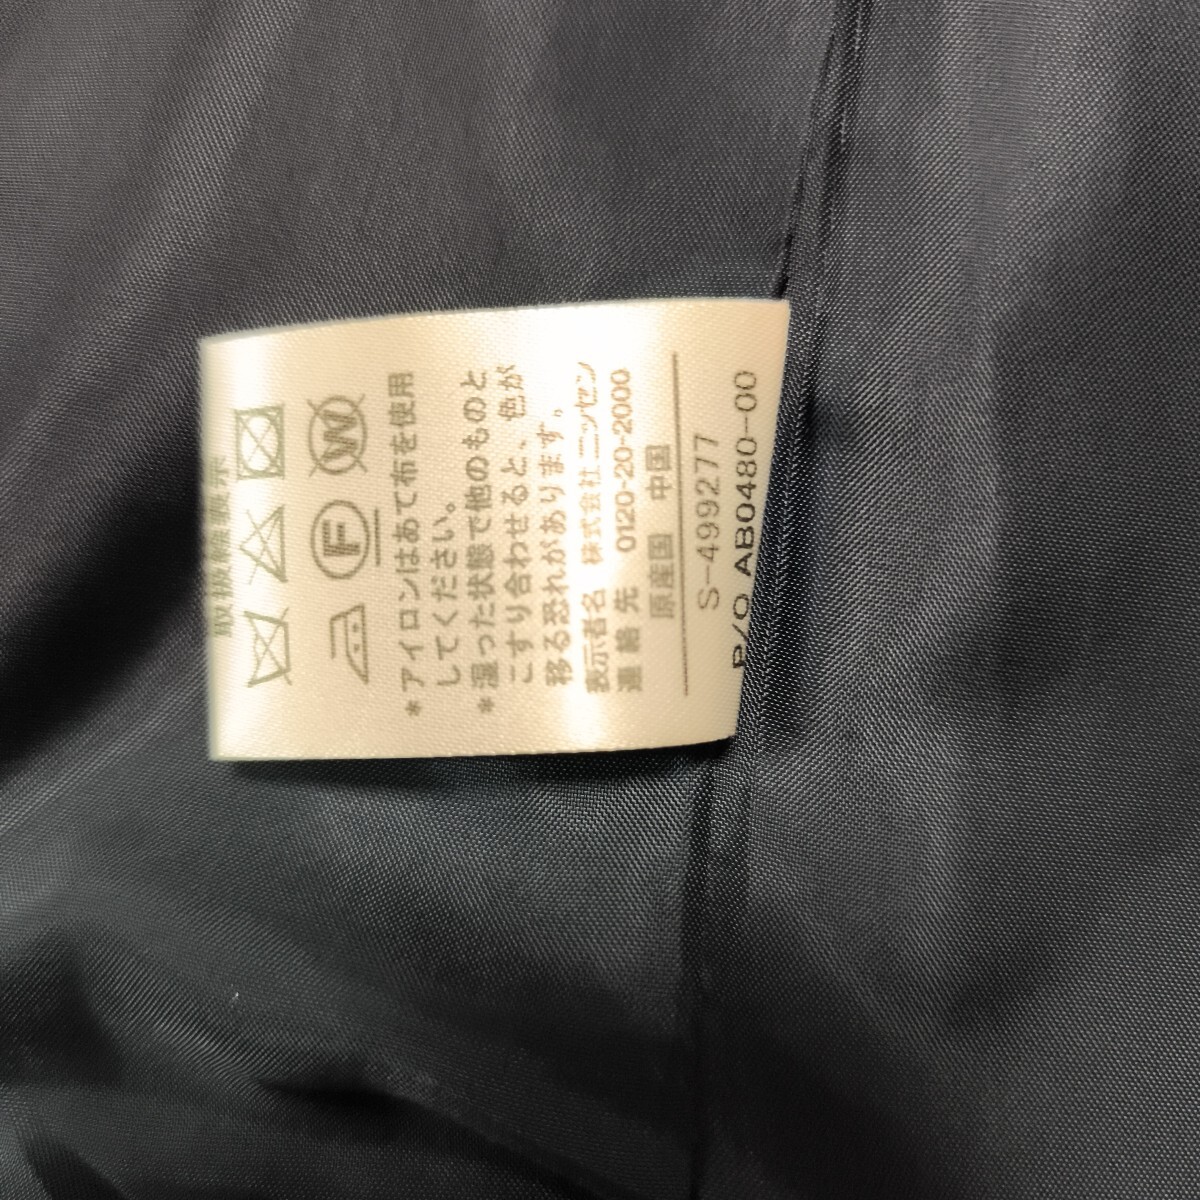 取扱絵表示
F W
*アイロンはあて布を使用
してください。
*湿った状態で他のものと
こすり合わせると、色が
移る恐れがあります。
表示者名 株式会社ニッセン
連絡先 0120-20-2000
原産国 中国
S-499277
P/O AB0480-00